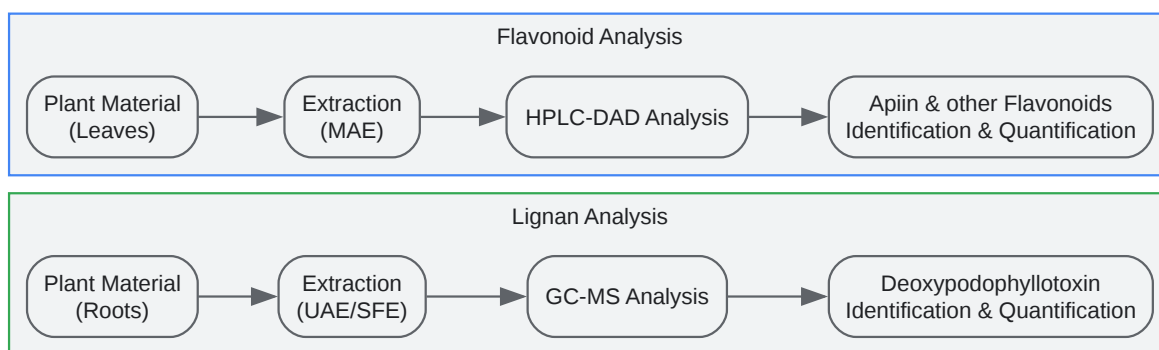 Flavonoid Analysis
Plant Material
(Leaves)
Extraction
(MAE)
HPLC-DAD Analysis
Apiin & other Flavonoids
Identification & Quantification
Lignan Analysis
Plant Material
(Roots)
Extraction
(UAE/SFE)
GC-MS Analysis
Deoxypodophyllotoxin
Identification & Quantification